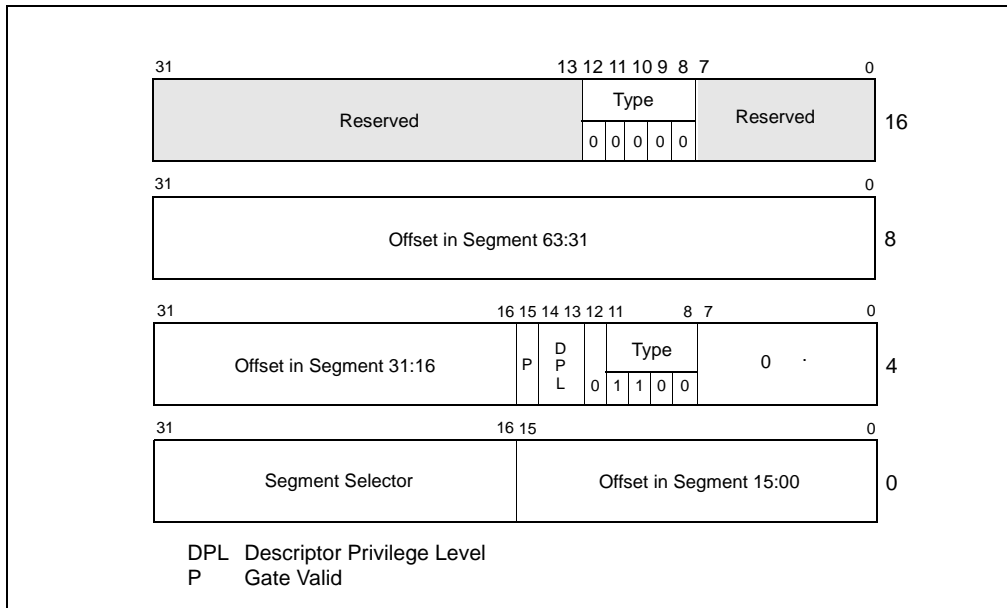 31 13 12 11 10 9 8 7 0
Reserved Type Reserved 16
0 0 0 0 0
31 0
Offset in Segment 63:31 8
31 16 15 14 13 12 11 8 7 0
Offset in Segment 31:16 P DPL Type 0 . 4
0 1 1 0 0
31 16 15 0
Segment Selector Offset in Segment 15:00 0
DPL Descriptor Privilege Level
P Gate Valid